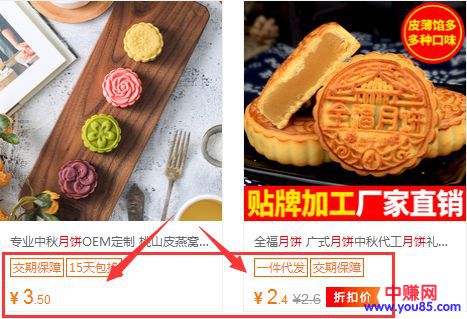 皮薄馅多
多种口味
全福月饼
贴牌加工厂家直销
专业中秋月饼OEM定制 桃山皮燕窝...
全福月饼 广式月饼中秋代工月饼礼...
交期保障 15天包换
一件代发 交期保障
¥ 3.50
¥ 2.4 ¥2.6 折扣价
中赚网
www.you85.com